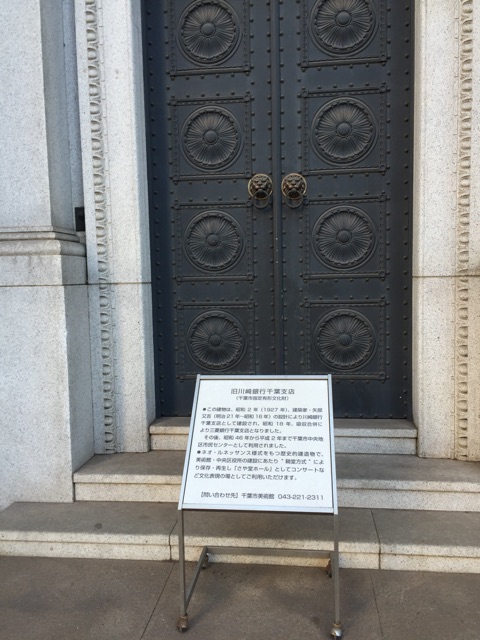 旧川崎銀行千葉支店
(千葉市指定有形文化財)
●この建物は、昭和2年(1927年)、建築家・矢部
又吉(明治21年~昭和16年)の設計により川崎銀行
千葉支店として建設され、昭和18年、吸収合併に
より三菱銀行千葉支店となりました。
その後、昭和46年から平成2年まで千葉市中央地
区市民センターとして利用されました。
●ネオ・ルネッサンス様式をもつ歴史的建造物で、
美術館・中央区役所の建設にあたり"鞘堂方式"によ
り保存・再生し「さや堂ホール」としてコンサートな
ど文化表現の場としてご利用いただけます。
【問い合わせ先】千葉市美術館 043-221-2311